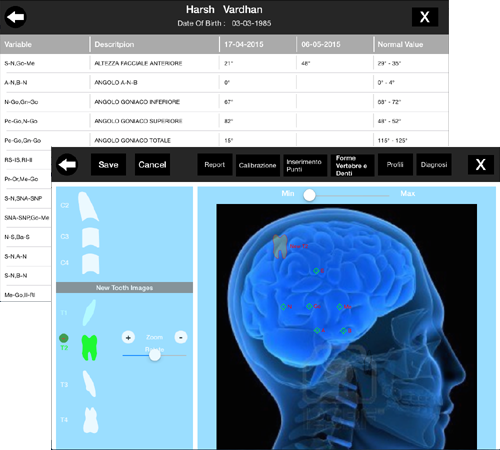 Harsh Vardhan
Date Of Birth : 03-03-1985
X
Variable Descritpion 17-04-2015 06-05-2015 Normal Value
S-N,Go-Me ALTEZZA FACCIALE ANTERIORE 21° 48° 28° - 35°
A-N,B-N ANGOLO A-N-B 0° 0° - 4°
N-Go,Gn-Go ANGOLO GONIACO INFERIORE 67° 68° - 72°
Pc-Go,N-Go ANGOLO GONIACO SUPERIORE 82° 48° - 52°
Pc-Go,Gn-Go ANGOLO GONIACO TOTALE 15° 115° - 125°
RS-IS,RI-II
Pr-Or,Me-Go
S-N,SNA-SNP
SNA-SNP,Go-Me
N-S,Ba-S
S-N,A-N
S-N,B-N
Me-Go,II-RI
Save Cancel Report Calibrazione Inserimento Punti Forme Vertebre e Denti Profili Diagnosi X
Min Max
C2
C3
C4
New Tooth Images
T1
T2
+ Zoom -
Rotate
T3
T4